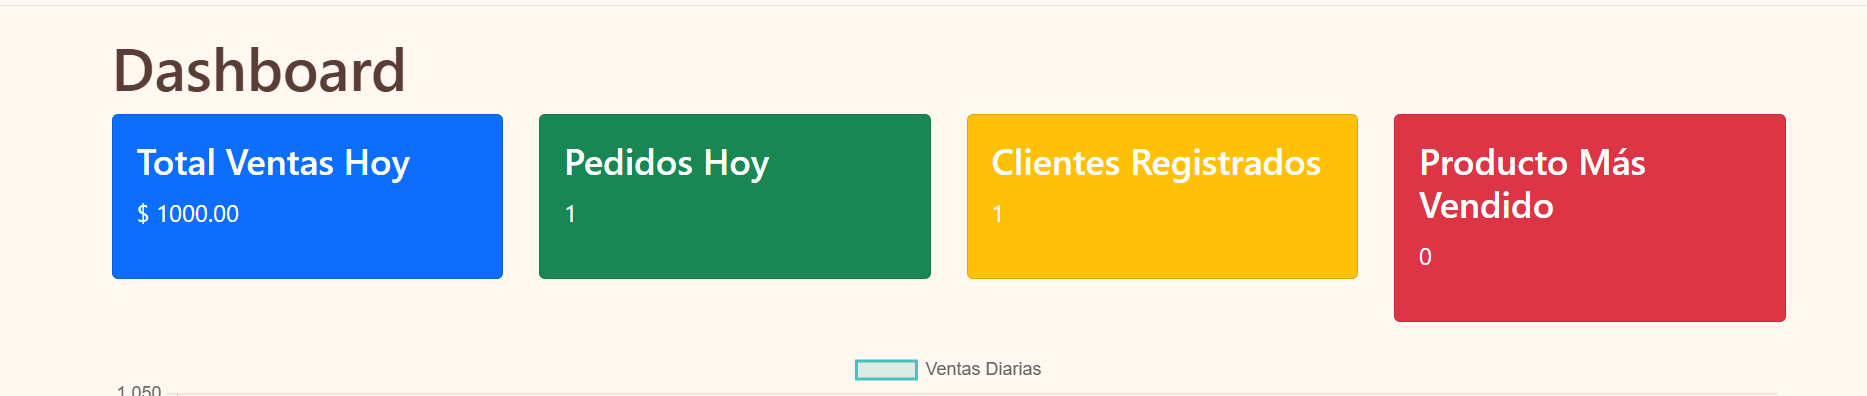 Dashboard
Total Ventas Hoy
$ 1000.00
Pedidos Hoy
1
Clientes Registrados
1
Producto Más
Vendido
0
Ventas Diarias
1,050